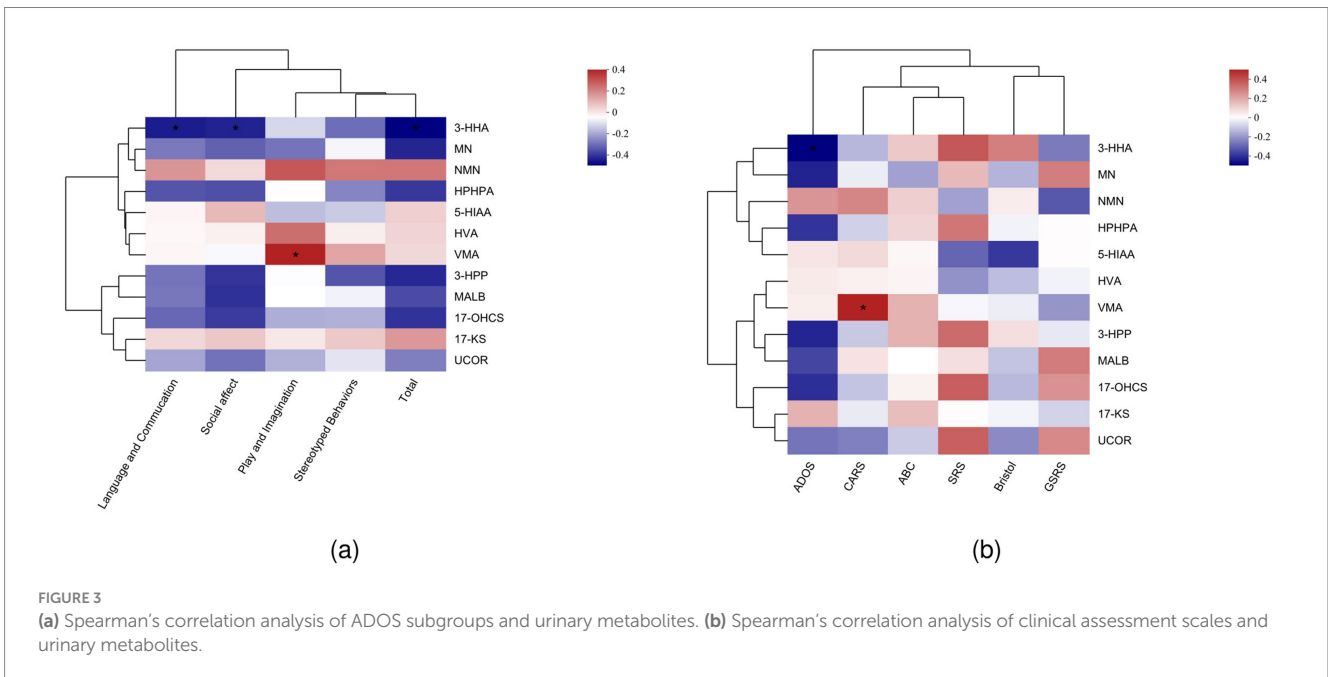 0.4
0.2
0
-0.2
-0.4
3-HHA
*
*
*
MN
NMN
HPHPA
5-HIAA
HVA
VMA
*
3-HPP
MALB
17-OHCS
17-KS
UCOR
Language and Commucation
Social affect
Play and Imagination
Stereotyped Behaviors
Total
(a)
0.4
0.2
0
-0.2
-0.4
3-HHA
*
MN
NMN
HPHPA
5-HIAA
HVA
VMA
*
3-HPP
MALB
17-OHCS
17-KS
UCOR
ADOS
CARS
ABC
SRS
Bristol
GSRS
(b)
FIGURE 3
(a) Spearman’s correlation analysis of ADOS subgroups and urinary metabolites. (b) Spearman’s correlation analysis of clinical assessment scales and
urinary metabolites.